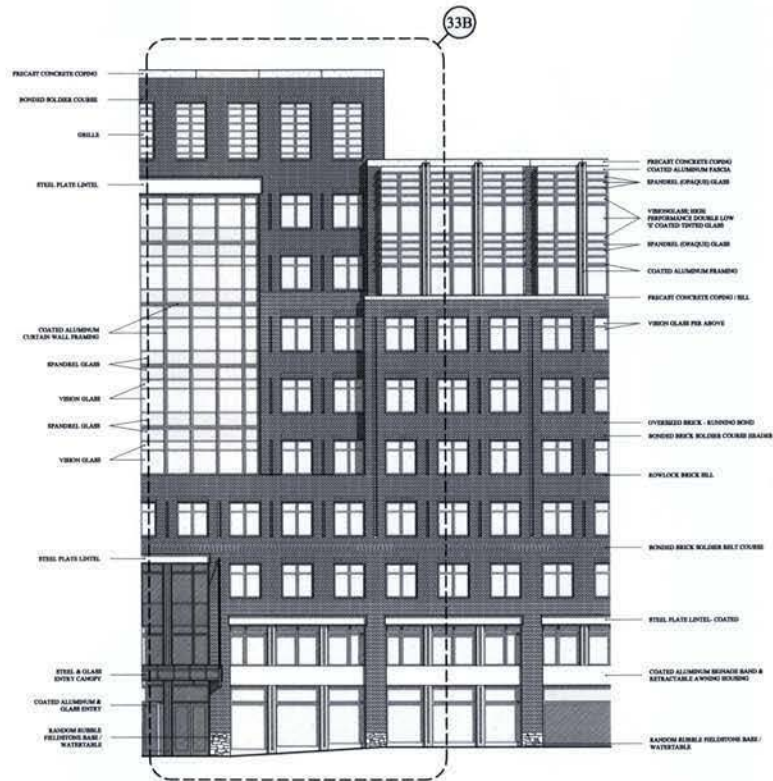 33B
PRECAST CONCRETE COPING
BONDED SOLDIER COURSE
GRILLS
STEEL PLATE LINTEL
COATED ALUMINUM
CURTAIN WALL FRAMING
SPANDREL GLASS
VISION GLASS
SPANDREL GLASS
VISION GLASS
STEEL PLATE LINTEL
STEEL & GLASS
ENTRY CANOPY
COATED ALUMINUM &
GLASS ENTRY
RANDOM RUBBLE
FIELDSTONE BASE /
WATERTABLE
PRECAST CONCRETE COPING
COATED ALUMINUM FASCIA
SPANDREL (OPAQUE) GLASS
VISIONGLASS; HIGH
PERFORMANCE DOUBLE LOW
'E' COATED TINTED GLASS
SPANDREL (OPAQUE) GLASS
COATED ALUMINUM FRAMING
PRECAST CONCRETE COPING / SILL
VISION GLASS PER ABOVE
OVERSIZED BRICK - RUNNING BOND
BONDED BRICK SOLDIER COURSE HEADER
ROWLOCK BRICK SILL
BONDED BRICK SOLDIER BELT COURSE
STEEL PLATE LINTEL- COATED
COATED ALUMINUM SIGNAGE BAND &
RETRACTABLE AWNING HOUSING
RANDOM RUBBLE FIELDSTONE BASE /
WATERTABLE